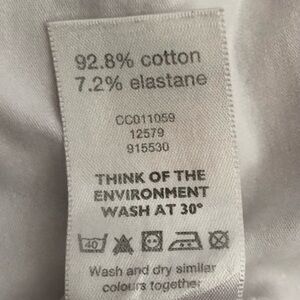 92.8% cotton
7.2% elastane
CC011059
12579
915530
THINK OF THE
ENVIRONMENT
WASH AT 30°
40
Wash and dry similar
colours together